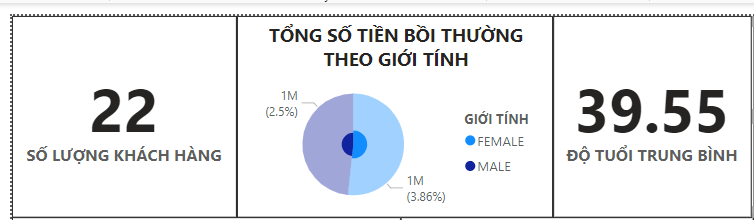 22
SỐ LƯỢNG KHÁCH HÀNG
TỔNG SỐ TIỀN BỒI THƯỜNG
THEO GIỚI TÍNH
1M
(2.5%)
1M
(3.86%)
GIỚI TÍNH
FEMALE
MALE
39.55
ĐỘ TUỔI TRUNG BÌNH